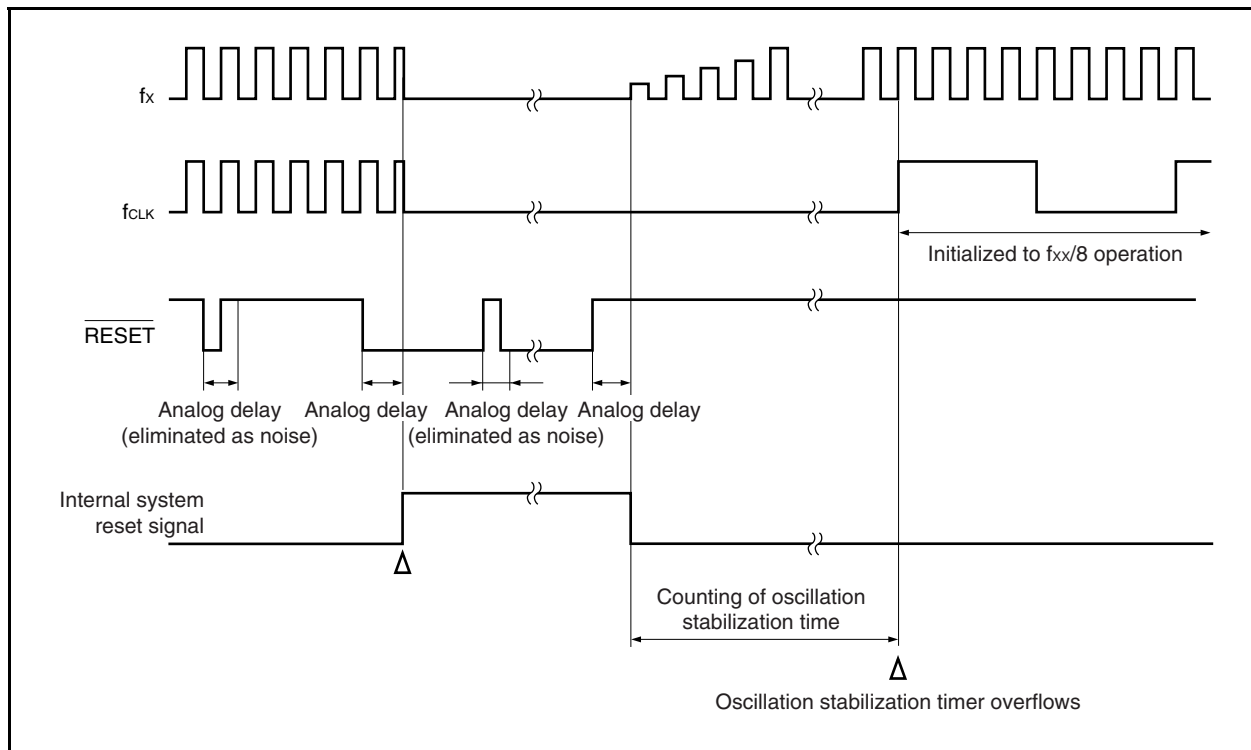 fX
fCLK
Initialized to fXX/8 operation
RESET
Analog delay
(eliminated as noise)
Analog delay
Analog delay
(eliminated as noise)
Analog delay
Internal system
reset signal
Counting of oscillation
stabilization time
Oscillation stabilization timer overflows